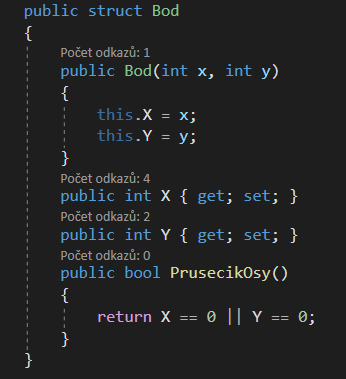 public struct Bod
{
Počet odkazů: 1
public Bod(int x, int y)
{
this.X = x;
this.Y = y;
}
Počet odkazů: 4
public int X { get; set; }
Počet odkazů: 2
public int Y { get; set; }
Počet odkazů: 0
public bool PrusecikOsy()
{
return X == 0 || Y == 0;
}
}